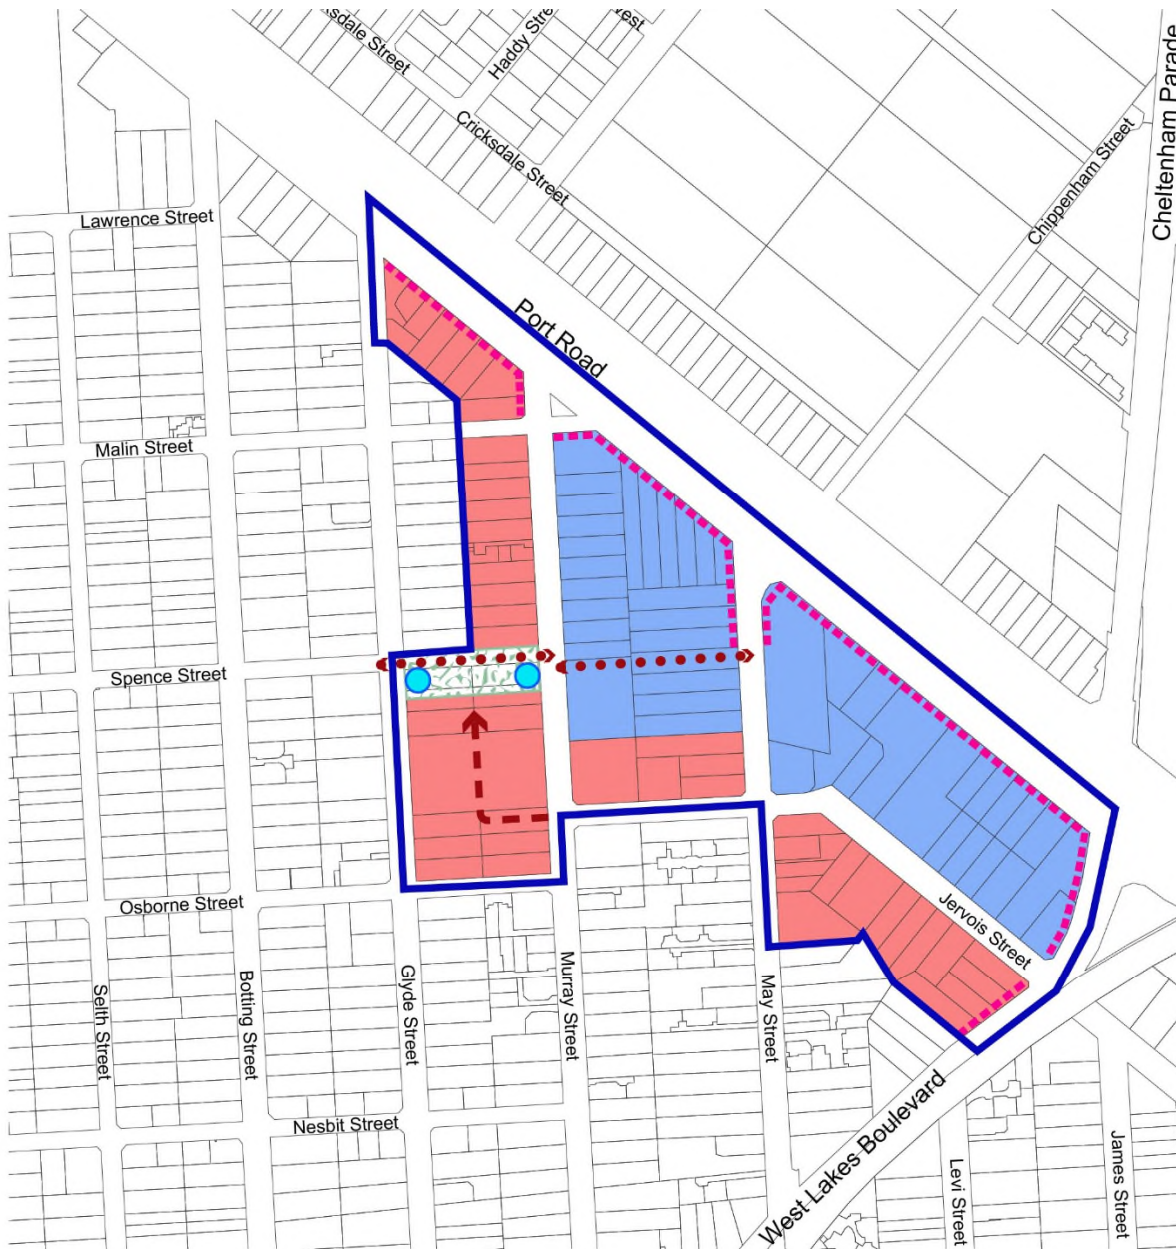 Haddy Street
Cricksdale Street
Cheltenham Parade
Chippenham Street
Lawrence Street
Port Road
Malin Street
Spence Street
Osborne Street
Jervois Street
Selth Street
Botting Street
Glyde Street
Murray Street
May Street
Nesbit Street
West Lakes Boulevard
Levi Street
James Street